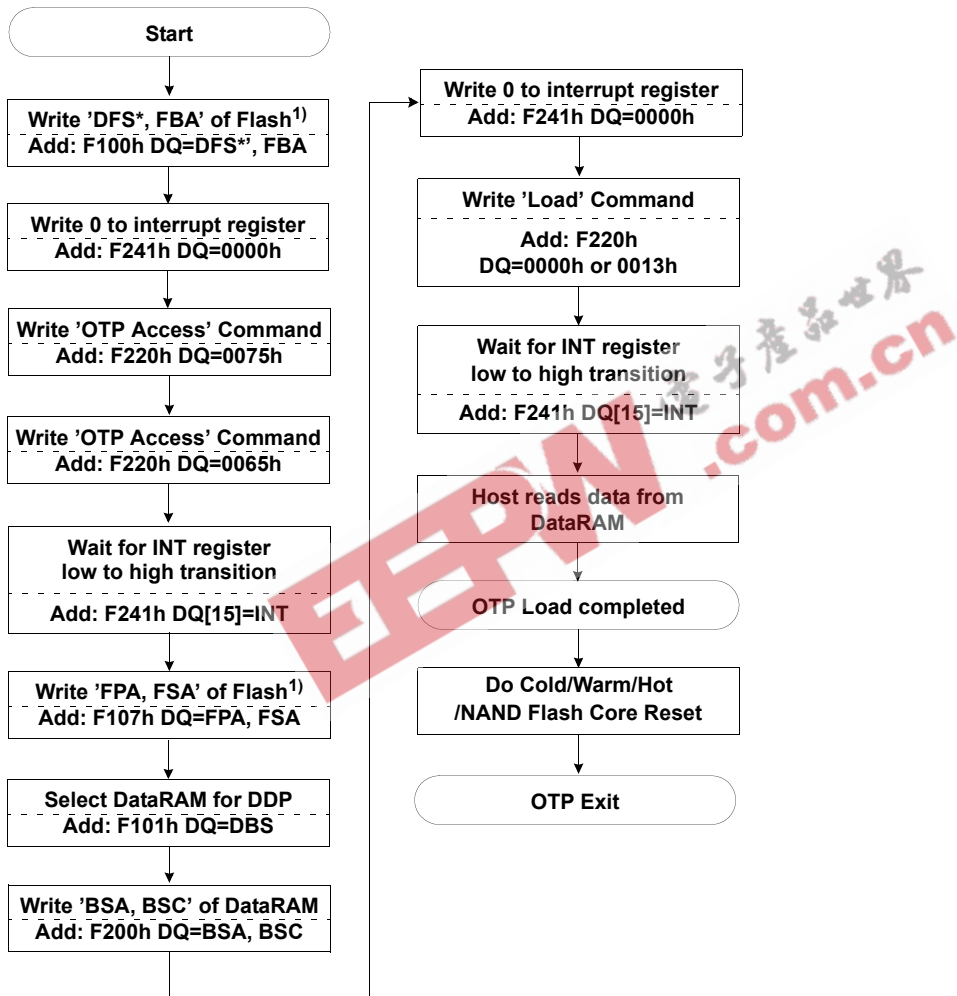 Start
Write 'DFS*, FBA' of Flash1)
Add: F100h DQ=DFS*', FBA
Write 0 to interrupt register
Add: F241h DQ=0000h
Write 'OTP Access' Command
Add: F220h DQ=0075h
Write 'OTP Access' Command
Add: F220h DQ=0065h
Wait for INT register
low to high transition
Add: F241h DQ[15]=INT
Write 'FPA, FSA' of Flash1)
Add: F107h DQ=FPA, FSA
Select DataRAM for DDP
Add: F101h DQ=DBS
Write 'BSA, BSC' of DataRAM
Add: F200h DQ=BSA, BSC
Write 0 to interrupt register
Add: F241h DQ=0000h
Write 'Load' Command
Add: F220h
DQ=0000h or 0013h
Wait for INT register
low to high transition
Add: F241h DQ[15]=INT
Host reads data from
DataRAM
OTP Load completed
Do Cold/Warm/Hot
/NAND Flash Core Reset
OTP Exit
EEPW
電子產品世界
.com.cn